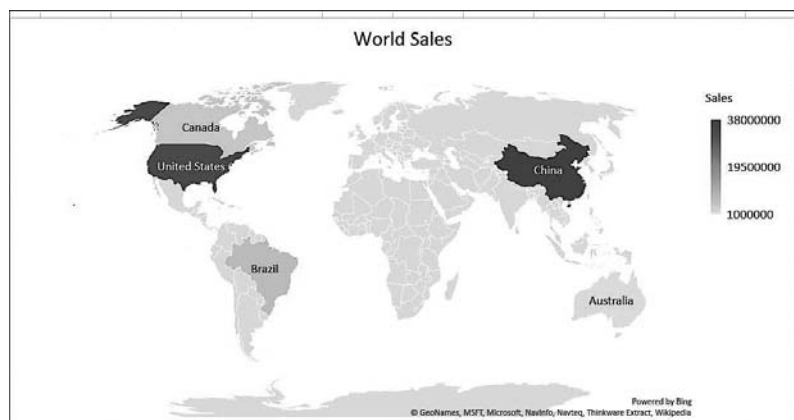 World Sales
Sales
38000000
19500000
1000000
Canada
United States
China
Brazil
Australia
Powered by Bing
© GeoNames, MSFT, Microsoft, NavInfo, Navteq, Thinkware Extract, Wikipedia